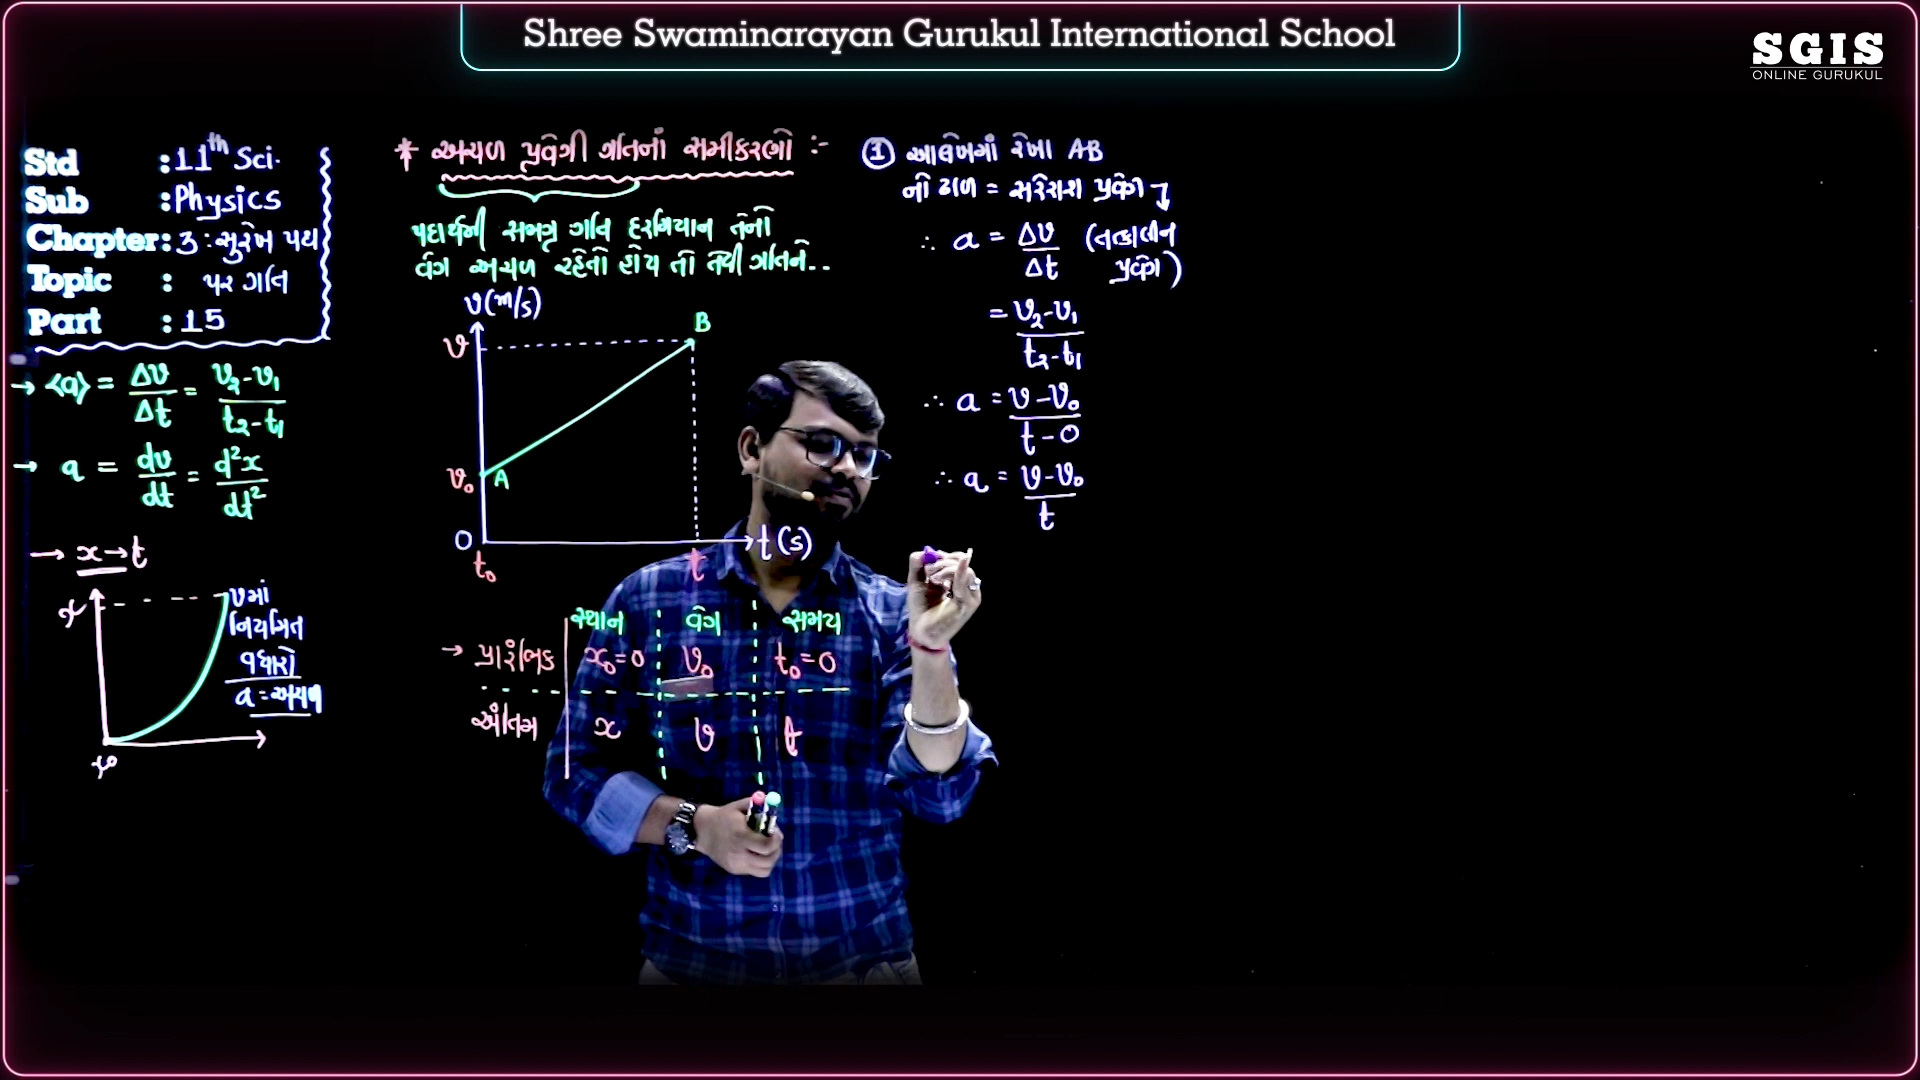 Shree Swaminarayan Gurukul International School
SGIS
ONLINE GURUKUL
Std : 11th Sci.
Sub : Physics
Chapter : 3 : સુરેખ પથ
Topic : પર ગતિ
Part : 15
→ <a> = Δv/Δt = v₂-v₁/t₂-t₁
→ a = dv/dt = d²x/dt²
→ x→t
vમાં
નિયમિત
વધારો
a = અચળ
* અચળ પ્રવેગી ગતિનાં સમીકરણો :-
પદાર્થની સમગ્ર ગતિ દરમિયાન તેનો
વેગ અચળ રહેતો હોય તો તેવી ગતિને..
v(m/s)
v
B
v₀
A
O
t(s)
t₀
t
સ્થાન વેગ સમય
→ પ્રારંભિક x₀=0 v₀ t₀=0
અંતિમ x v t
① આલેખમાં રેખા AB
નો ઢાળ = સરેરાશ પ્રવેગ
∴ a = Δv/Δt (તત્કાલીન
પ્રવેગ)
= v₂-v₁/t₂-t₁
∴ a = v-v₀/t-0
∴ a = v-v₀/t